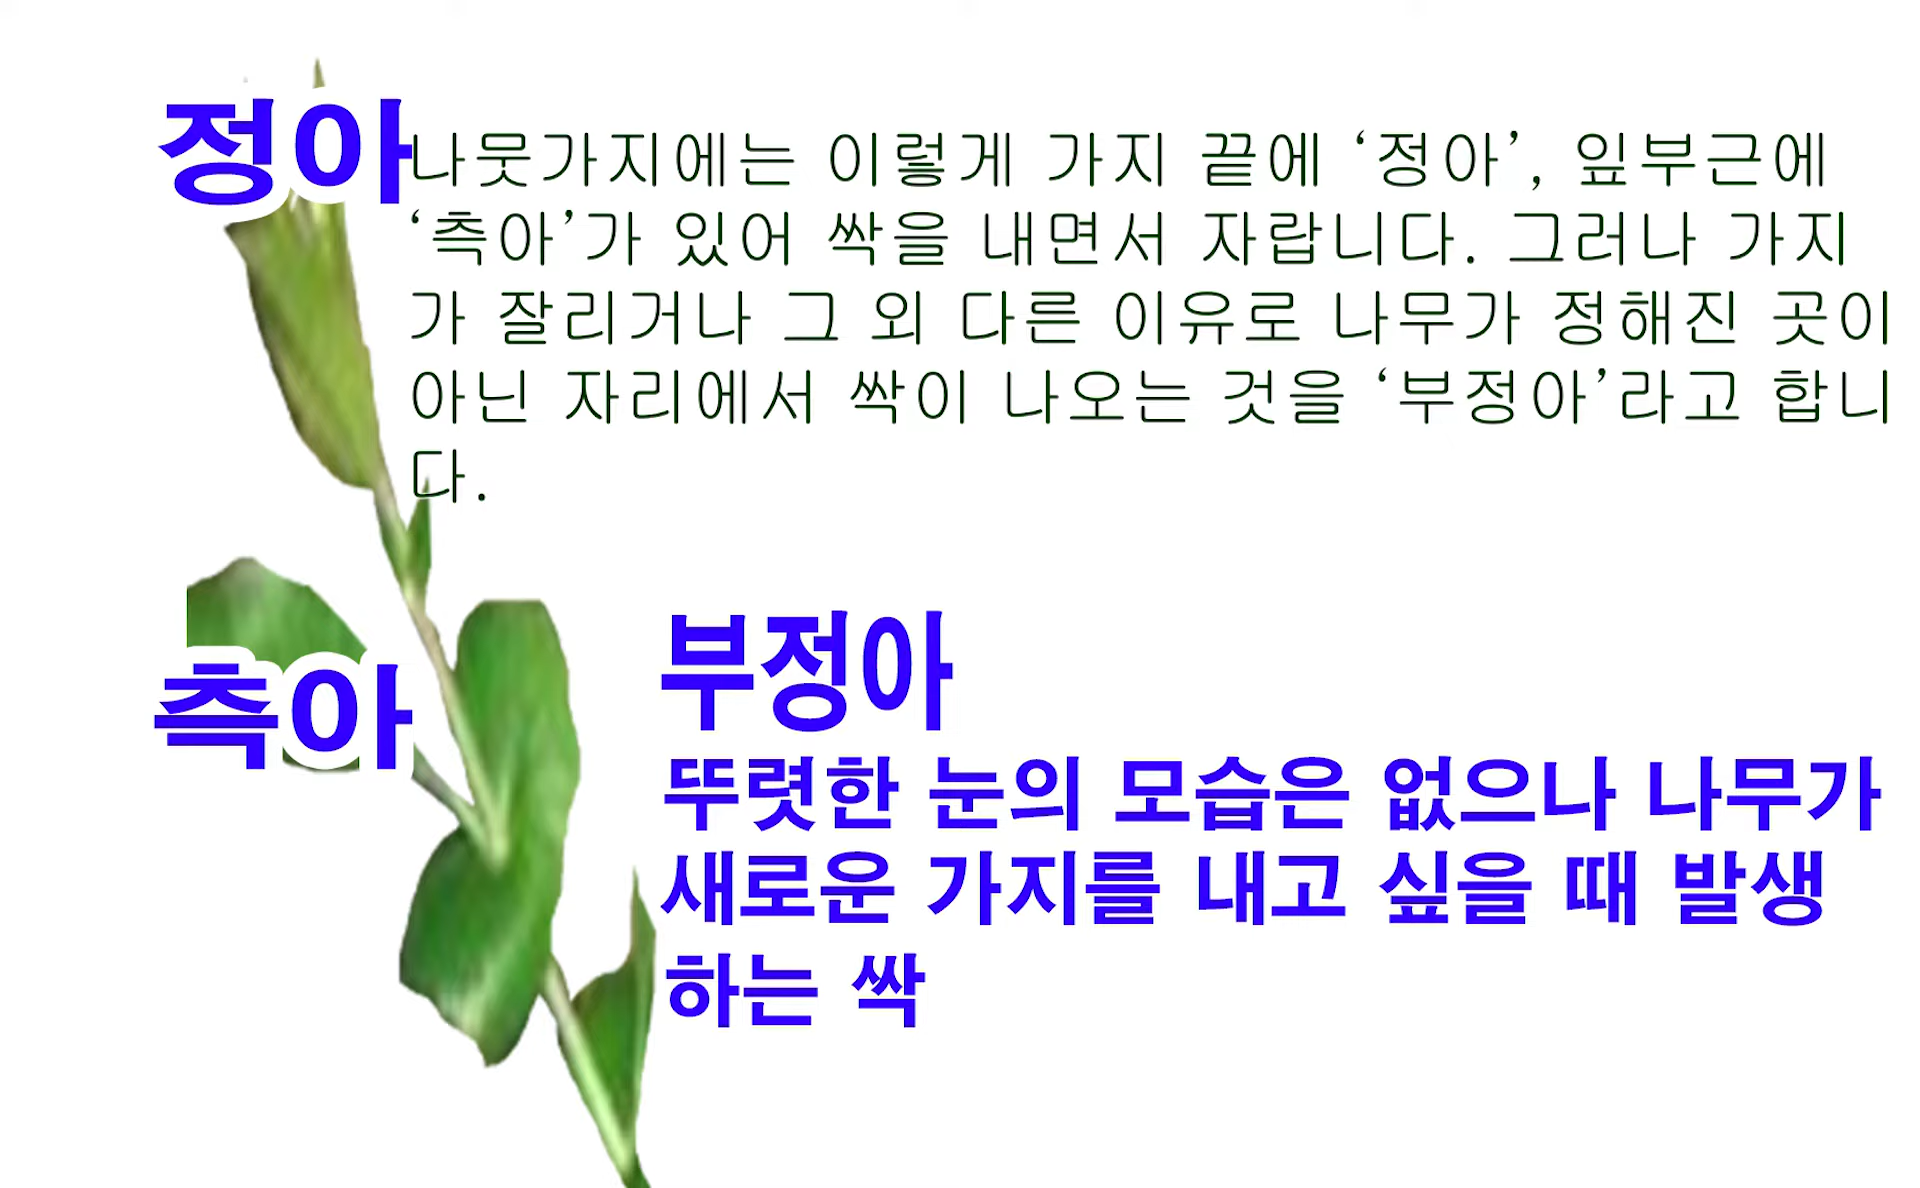 정아
나뭇가지에는 이렇게 가지 끝에 ‘정아’, 잎부근에
‘측아’가 있어 싹을 내면서 자랍니다. 그러나 가지
가 잘리거나 그 외 다른 이유로 나무가 정해진 곳이
아닌 자리에서 싹이 나오는 것을 ‘부정아’라고 합니
다.
측아
부정아
뚜렷한 눈의 모습은 없으나 나무가
새로운 가지를 내고 싶을 때 발생
하는 싹